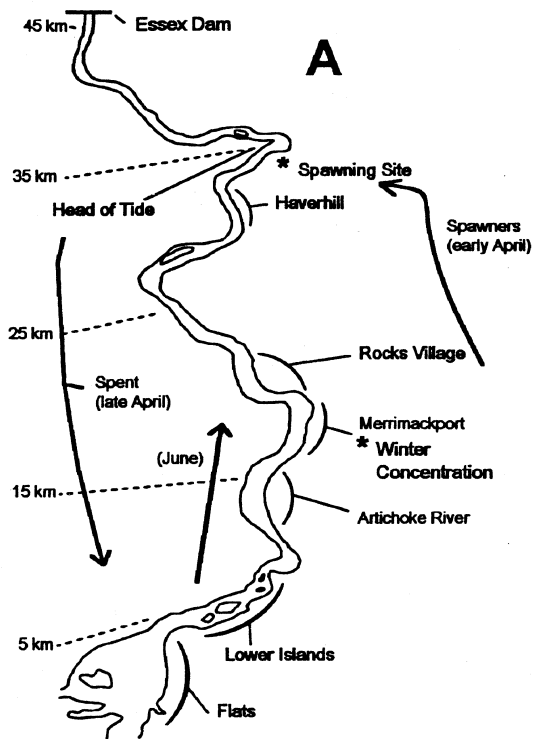 45 km
Essex Dam
A
* Spawning Site
35 km
Head of Tide
Haverhill
Spawners
(early April)
25 km
Rocks Village
Spent
(late April)
Merrimackport
* Winter
Concentration
(June)
15 km
Artichoke River
5 km
Lower Islands
Flats